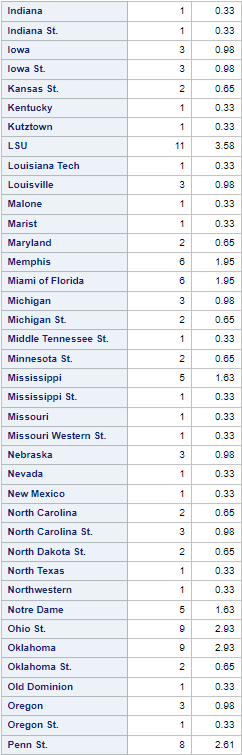 Indiana 1 0.33
Indiana St. 1 0.33
Iowa 3 0.98
Iowa St. 3 0.98
Kansas St. 2 0.65
Kentucky 1 0.33
Kutztown 1 0.33
LSU 11 3.58
Louisiana Tech 1 0.33
Louisville 3 0.98
Malone 1 0.33
Marist 1 0.33
Maryland 2 0.65
Memphis 6 1.95
Miami of Florida 6 1.95
Michigan 3 0.98
Michigan St. 2 0.65
Middle Tennessee St. 1 0.33
Minnesota St. 2 0.65
Mississippi 5 1.63
Mississippi St. 1 0.33
Missouri 1 0.33
Missouri Western St. 1 0.33
Nebraska 3 0.98
Nevada 1 0.33
New Mexico 1 0.33
North Carolina 2 0.65
North Carolina St. 3 0.98
North Dakota St. 2 0.65
North Texas 1 0.33
Northwestern 1 0.33
Notre Dame 5 1.63
Ohio St. 9 2.93
Oklahoma 9 2.93
Oklahoma St. 2 0.65
Old Dominion 1 0.33
Oregon 3 0.98
Oregon St. 1 0.33
Penn St. 8 2.61